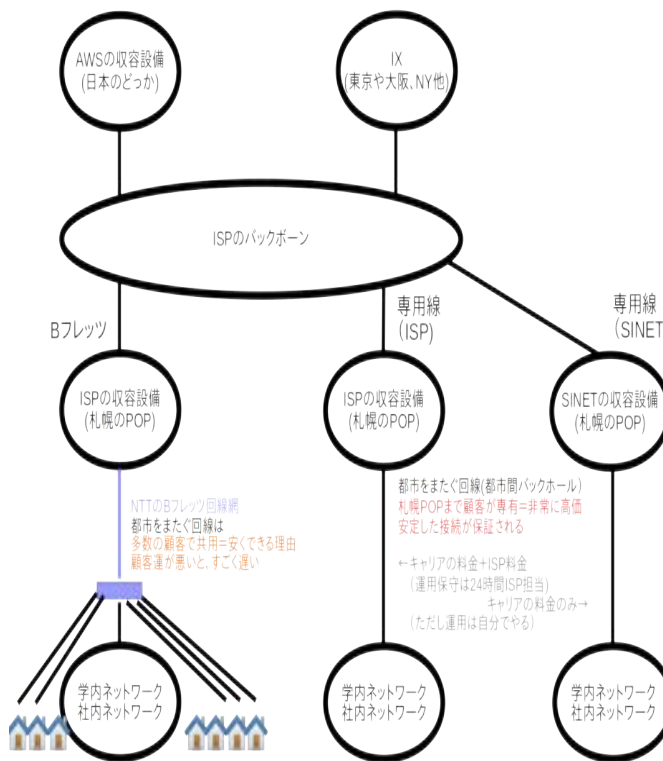 AWSの収容設備
(日本のどっか)
IX
(東京や大阪、NY他)
ISPのバックボーン
Bフレッツ
専用線
(ISP)
専用線
(SINET
ISPの収容設備
(札幌のPOP)
ISPの収容設備
(札幌のPOP)
SINETの収容設備
(札幌のPOP)
NTTのBフレッツ回線網
都市をまたぐ回線は
多数の顧客で共用=安くできる理由
顧客運が悪いと、すごく遅い
都市をまたぐ回線(都市間バックホール)
札幌POPまで顧客が専有=非常に高価
安定した接続が保証される
←キャリアの料金+ISP料金
(運用保守は24時間ISP担当)
キャリアの料金のみ→
(ただし運用は自分でやる)
学内ネットワーク
社内ネットワーク
学内ネットワーク
社内ネットワーク
学内ネットワーク
社内ネットワーク